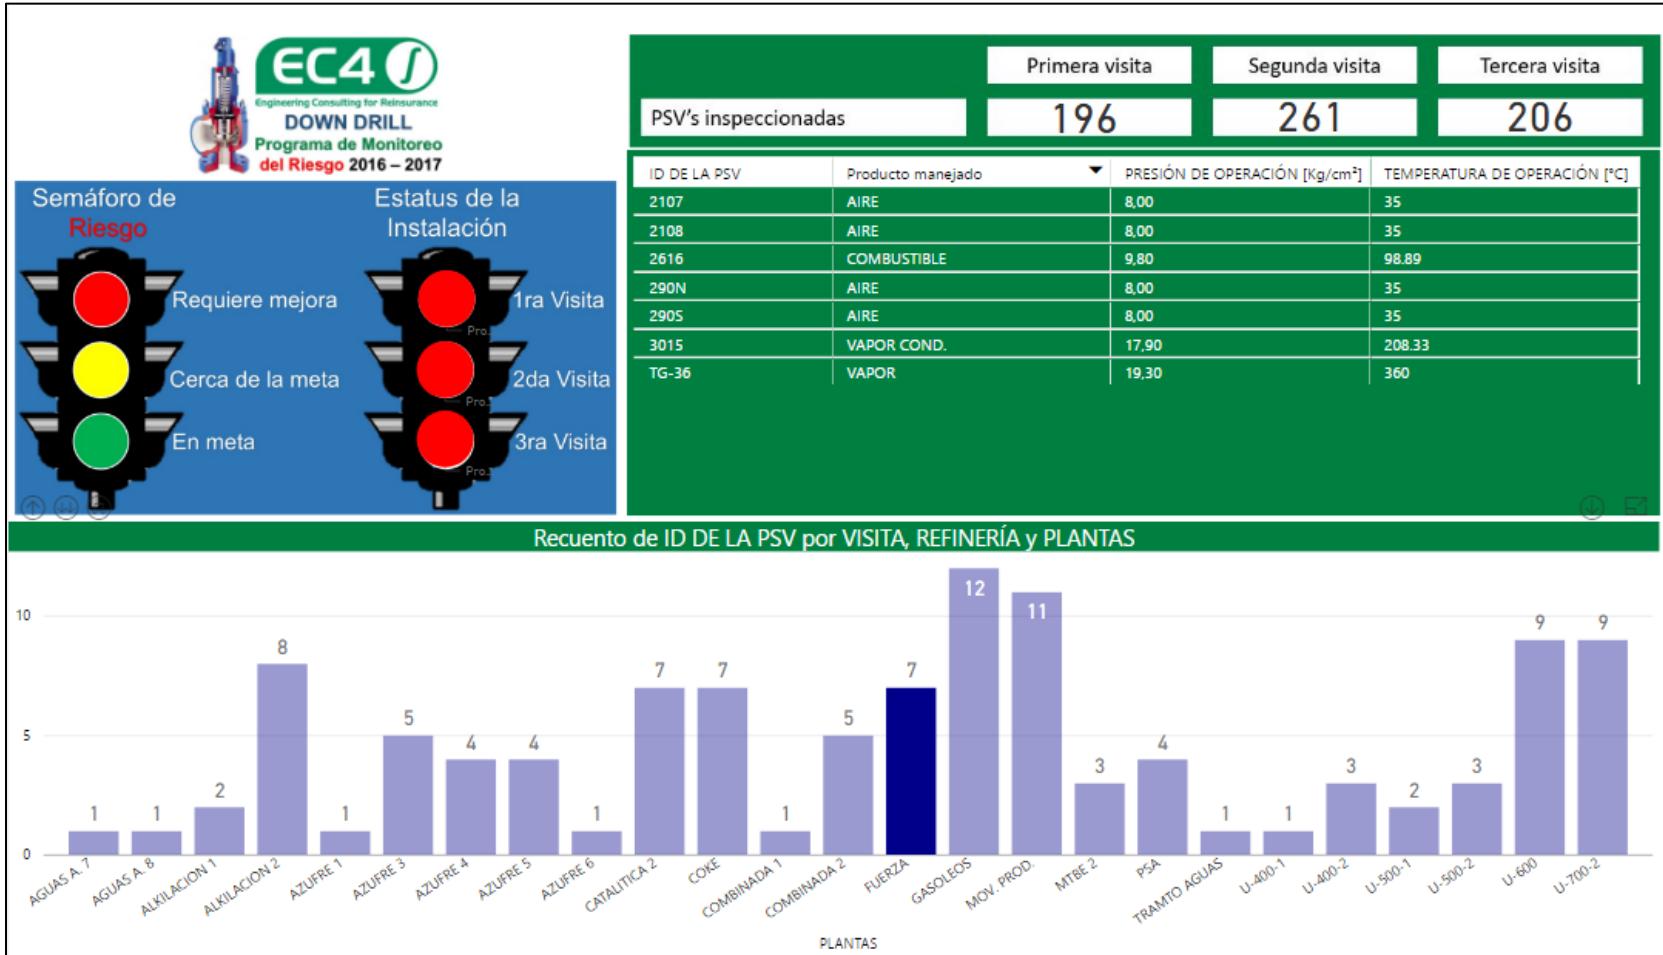 EC4
Engineering Consulting for Reinsurance
DOWN DRILL
Programa de Monitoreo
del Riesgo 2016 – 2017
Primera visita Segunda visita Tercera visita
PSV's inspeccionadas 196 261 206
ID DE LA PSV Producto manejado PRESIÓN DE OPERACIÓN [Kg/cm²] TEMPERATURA DE OPERACIÓN [°C]
2107 AIRE 8,00 35
2108 AIRE 8,00 35
2616 COMBUSTIBLE 9,80 98.89
290N AIRE 8,00 35
290S AIRE 8,00 35
3015 VAPOR COND. 17,90 208.33
TG-36 VAPOR 19,30 360
Semáforo de
Riesgo
Requiere mejora
Cerca de la meta
En meta
Estatus de la
Instalación
1ra Visita
Pro...
2da Visita
Pro...
3ra Visita
Pro...
Recuento de ID DE LA PSV por VISITA, REFINERÍA y PLANTAS
10
5
0
1 1 2 8 1 5 4 4 1 7 7 1 5 7 12 11 3 4 1 1 3 2 3 9 9
AGUAS A. 7 AGUAS A. 8 ALKILACION 1 ALKILACION 2 AZUFRE 1 AZUFRE 3 AZUFRE 4 AZUFRE 5 AZUFRE 6 CATALITICA 2 COKE COMBINADA 1 COMBINADA 2 FUERZA GASOLEOS MOV. PROD. MTBE 2 PSA TRAMTO AGUAS U-400-1 U-400-2 U-500-1 U-500-2 U-600 U-700-2
PLANTAS